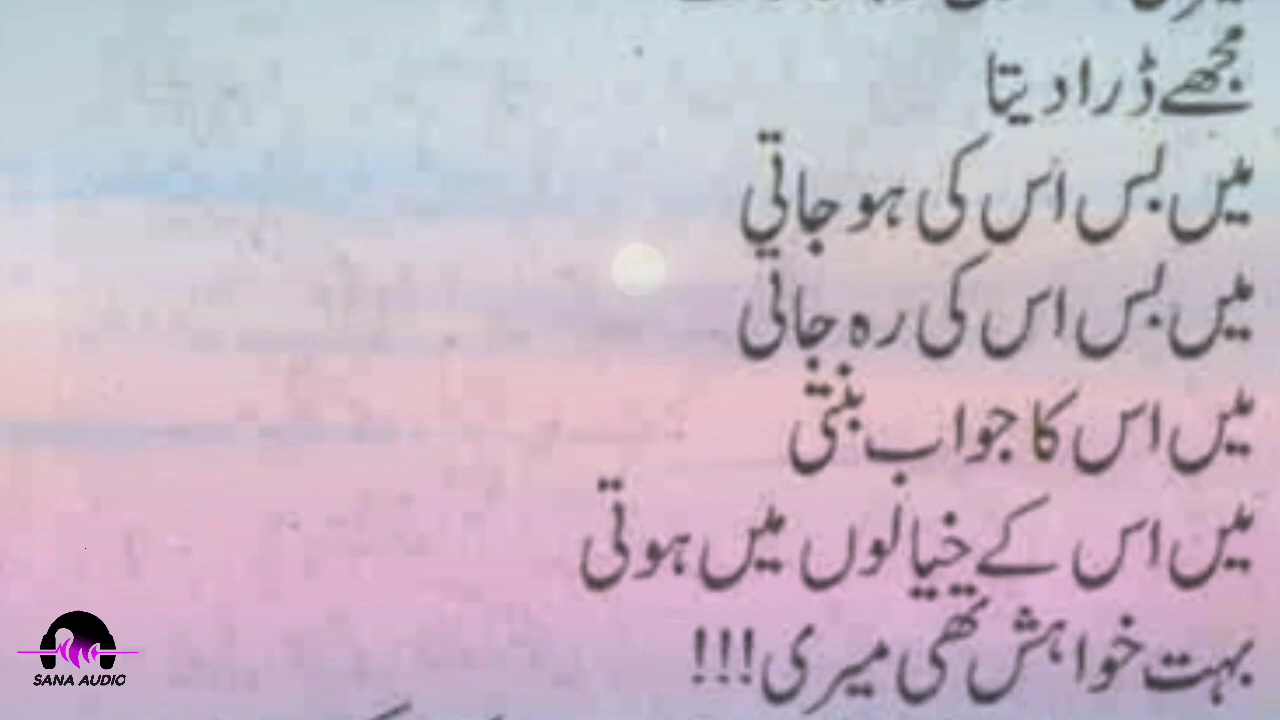 مجھے ڈرا دیتا
میں بس اس کی ہو جاتی
میں بس اس کی رہ جاتی
میں اس کا جواب بنتی
میں اس کے خیالوں میں ہوتی
بہت خواہش تھی میری!!!
SANA AUDIO